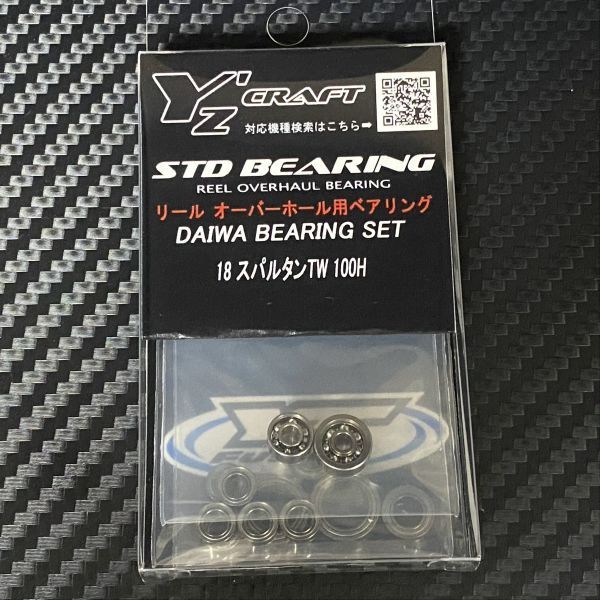 Y'z CRAFT
対応機種検索はこちら➡
STD BEARING
REEL OVERHAUL BEARING
リール オーバーホール用ベアリング
DAIWA BEARING SET
18 スパルタンTW 100H